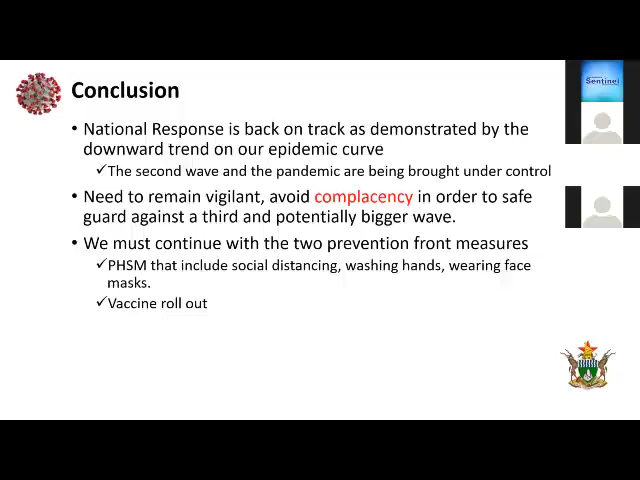 Conclusion
• National Response is back on track as demonstrated by the
downward trend on our epidemic curve
✓The second wave and the pandemic are being brought under control
• Need to remain vigilant, avoid complacency in order to safe
guard against a third and potentially bigger wave.
• We must continue with the two prevention front measures
✓PHSM that include social distancing, washing hands, wearing face
masks.
✓Vaccine roll out
Sentinel